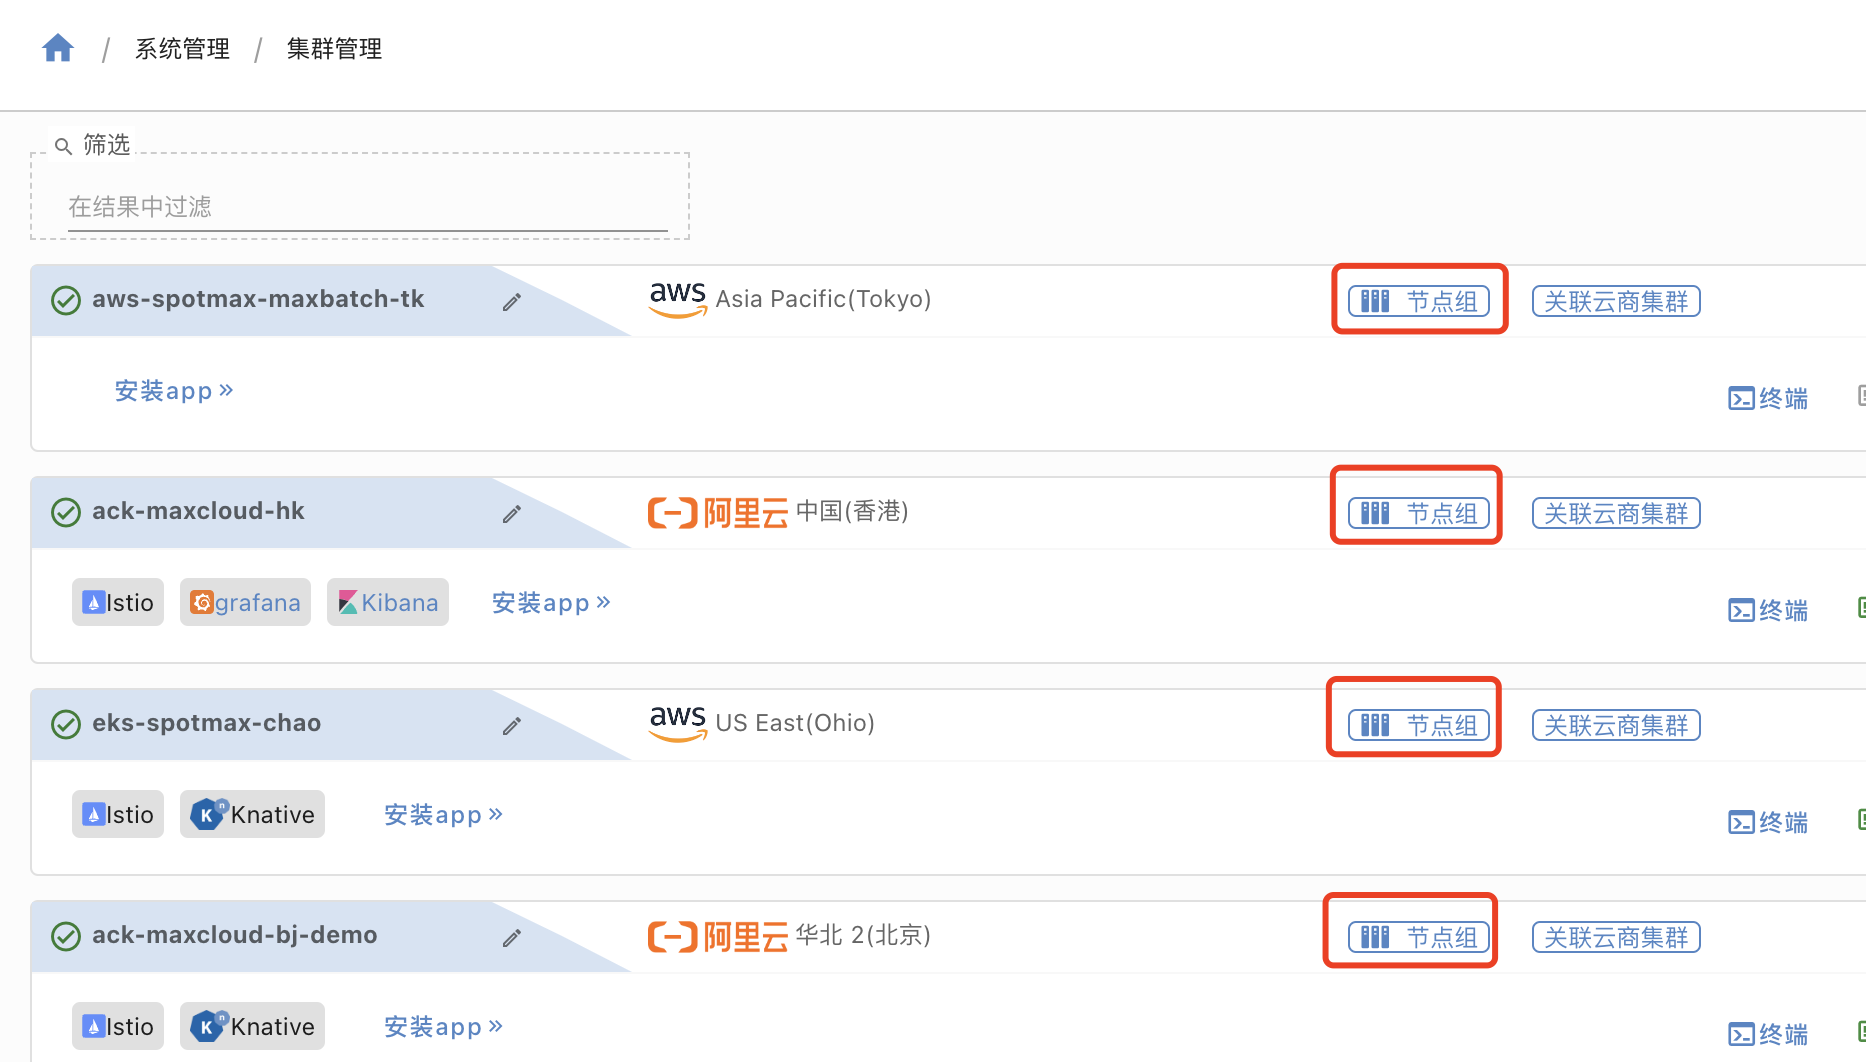 / 系统管理 / 集群管理
筛选
在结果中过滤
aws-spotmax-maxbatch-tk aws Asia Pacific(Tokyo) 节点组 关联云商集群
安装app » 终端
ack-maxcloud-hk 阿里云 中国(香港) 节点组 关联云商集群
Istio grafana Kibana 安装app » 终端
eks-spotmax-chao aws US East(Ohio) 节点组 关联云商集群
Istio Knative 安装app » 终端
ack-maxcloud-bj-demo 阿里云 华北 2(北京) 节点组 关联云商集群
Istio Knative 安装app » 终端